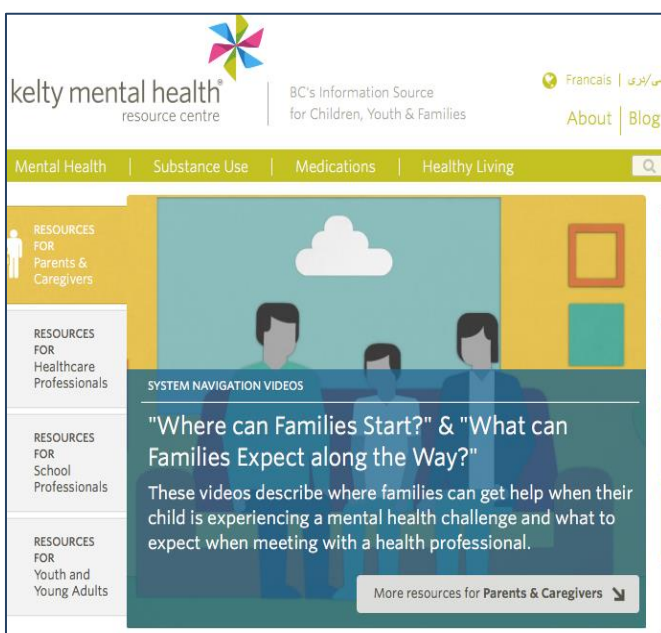 kelty mental health®
resource centre
BC's Information Source
for Children, Youth & Families
Francais |
About | Blog
Mental Health | Substance Use | Medications | Healthy Living
RESOURCES
FOR
Parents &
Caregivers
RESOURCES
FOR
Healthcare
Professionals
RESOURCES
FOR
School
Professionals
RESOURCES
FOR
Youth and
Young Adults
SYSTEM NAVIGATION VIDEOS
"Where can Families Start?" & "What can
Families Expect along the Way?"
These videos describe where families can get help when their
child is experiencing a mental health challenge and what to
expect when meeting with a health professional.
More resources for Parents & Caregivers